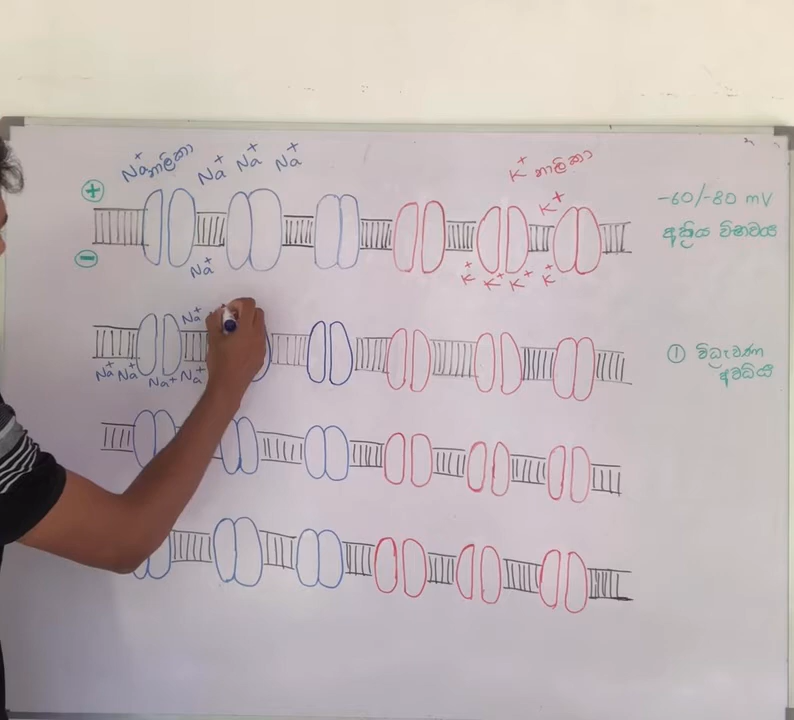 Na⁺ නාලිකා Na⁺ Na⁺ Na⁺
K⁺ නාලිකා
K⁺
+
-
Na⁺
K⁺ K⁺ K⁺ K⁺
-60/-80 mV
අක්‍රිය විභවය
Na⁺
Na⁺ Na⁺ Na⁺ Na⁺
① විධ්‍රැවණ
අවධිය